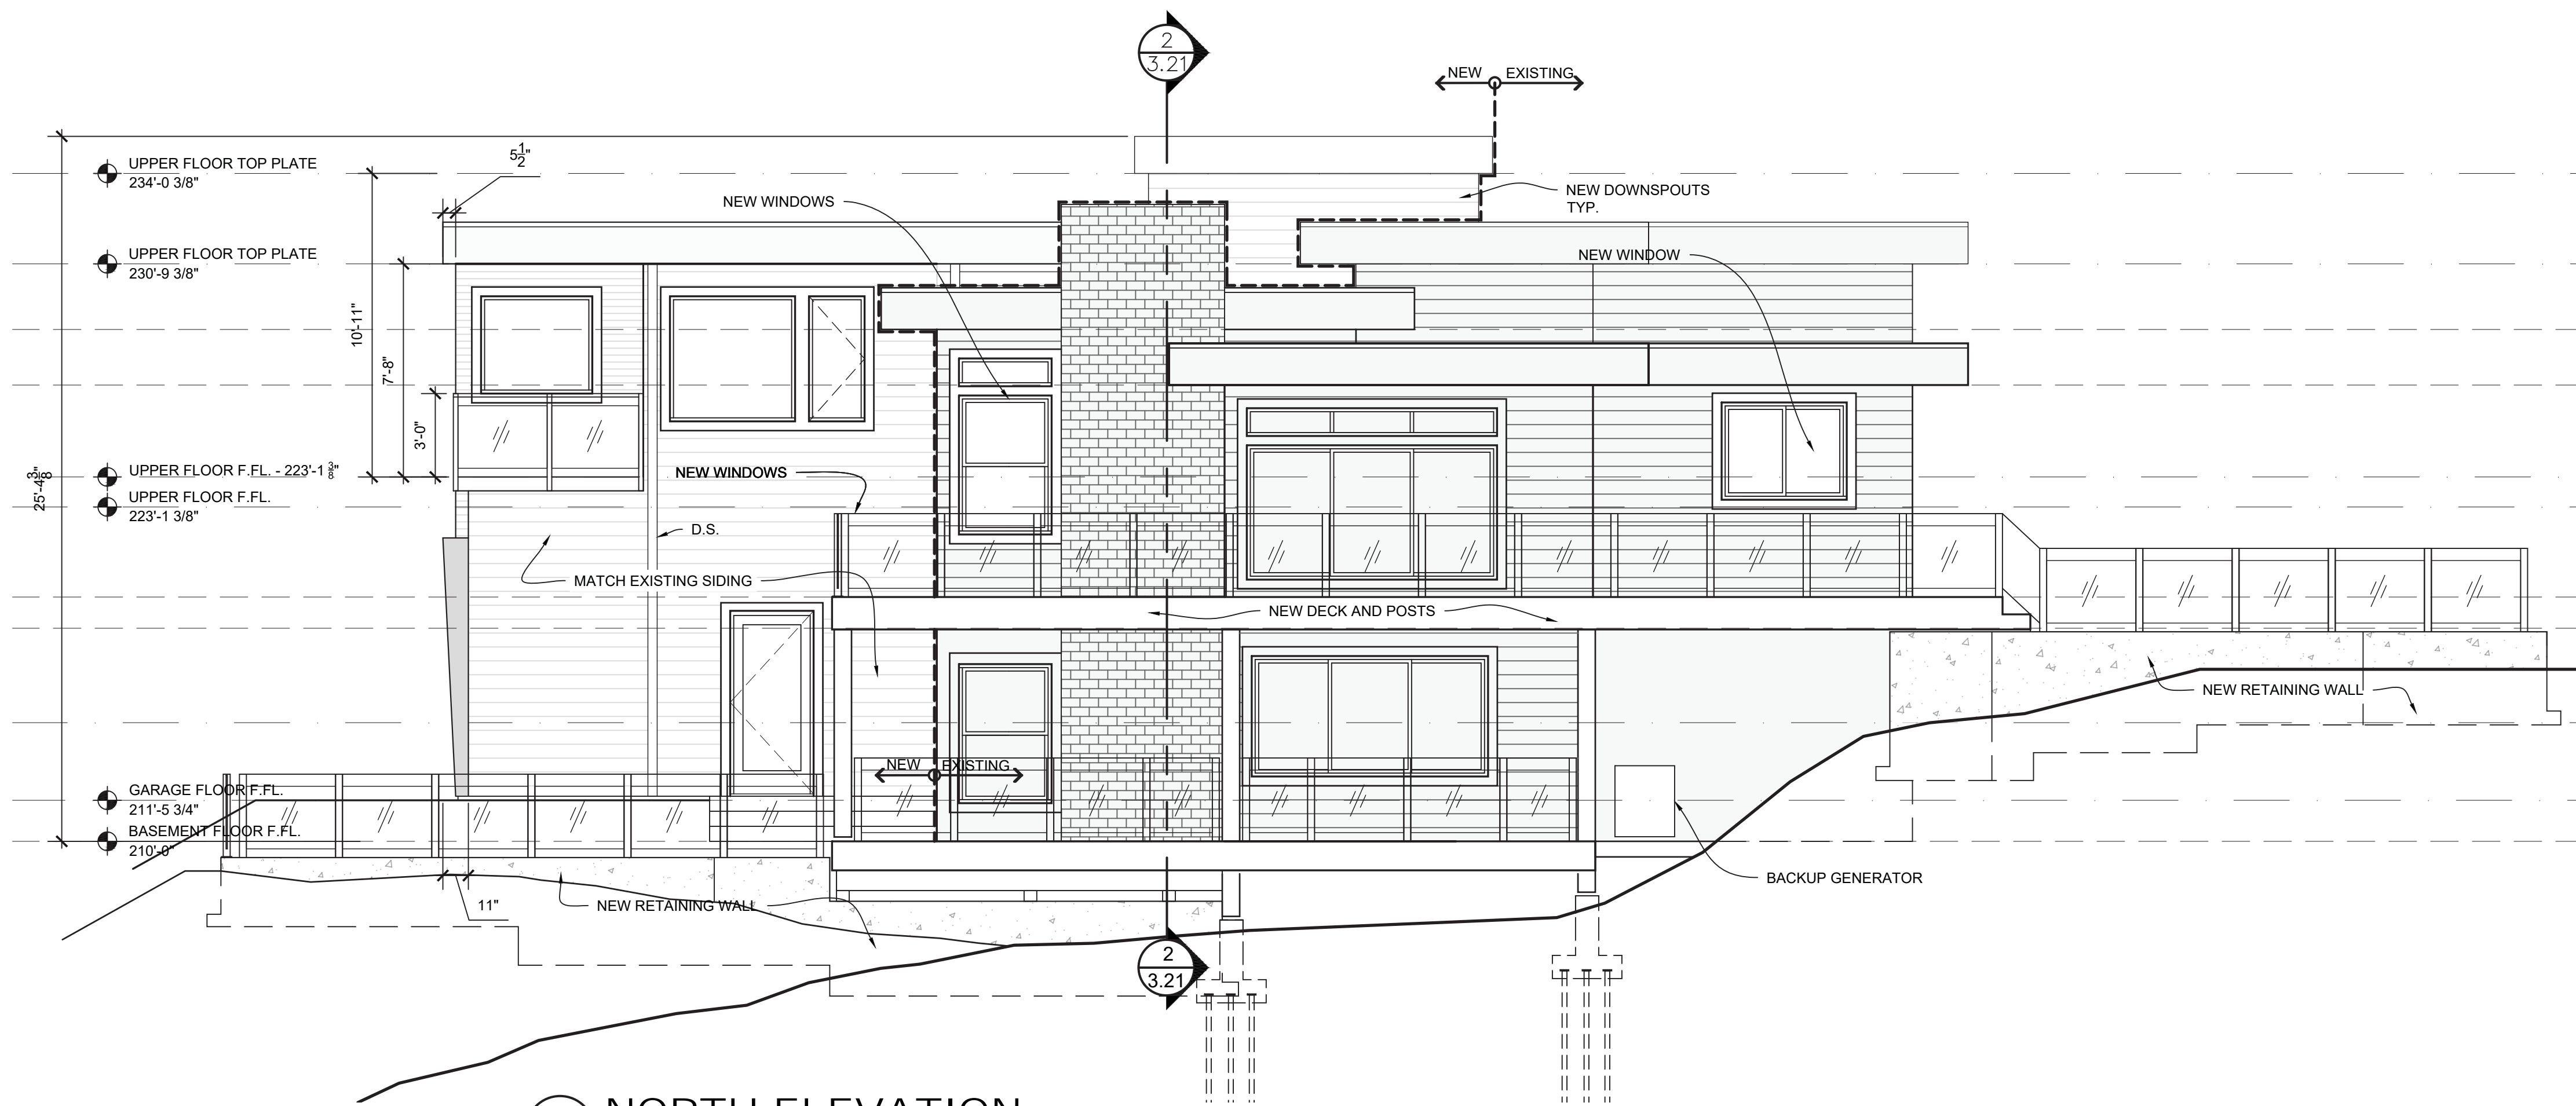 2
3.21
NEW EXISTING
UPPER FLOOR TOP PLATE
234'-0 3/8"
5 1/2"
NEW WINDOWS
NEW DOWNSPOUTS
TYP.
UPPER FLOOR TOP PLATE
230'-9 3/8"
NEW WINDOW
10'-11"
7'-8"
3'-0"
25'-4 3/8"
UPPER FLOOR F.FL. - 223'-1 3/8"
NEW WINDOWS
UPPER FLOOR F.FL.
223'-1 3/8"
D.S.
MATCH EXISTING SIDING
NEW DECK AND POSTS
NEW RETAINING WALL
NEW EXISTING
GARAGE FLOOR F.FL.
211'-5 3/4"
BASEMENT FLOOR F.FL.
210'-0"
BACKUP GENERATOR
11"
NEW RETAINING WALL
2
3.21
NORTH ELEVATION